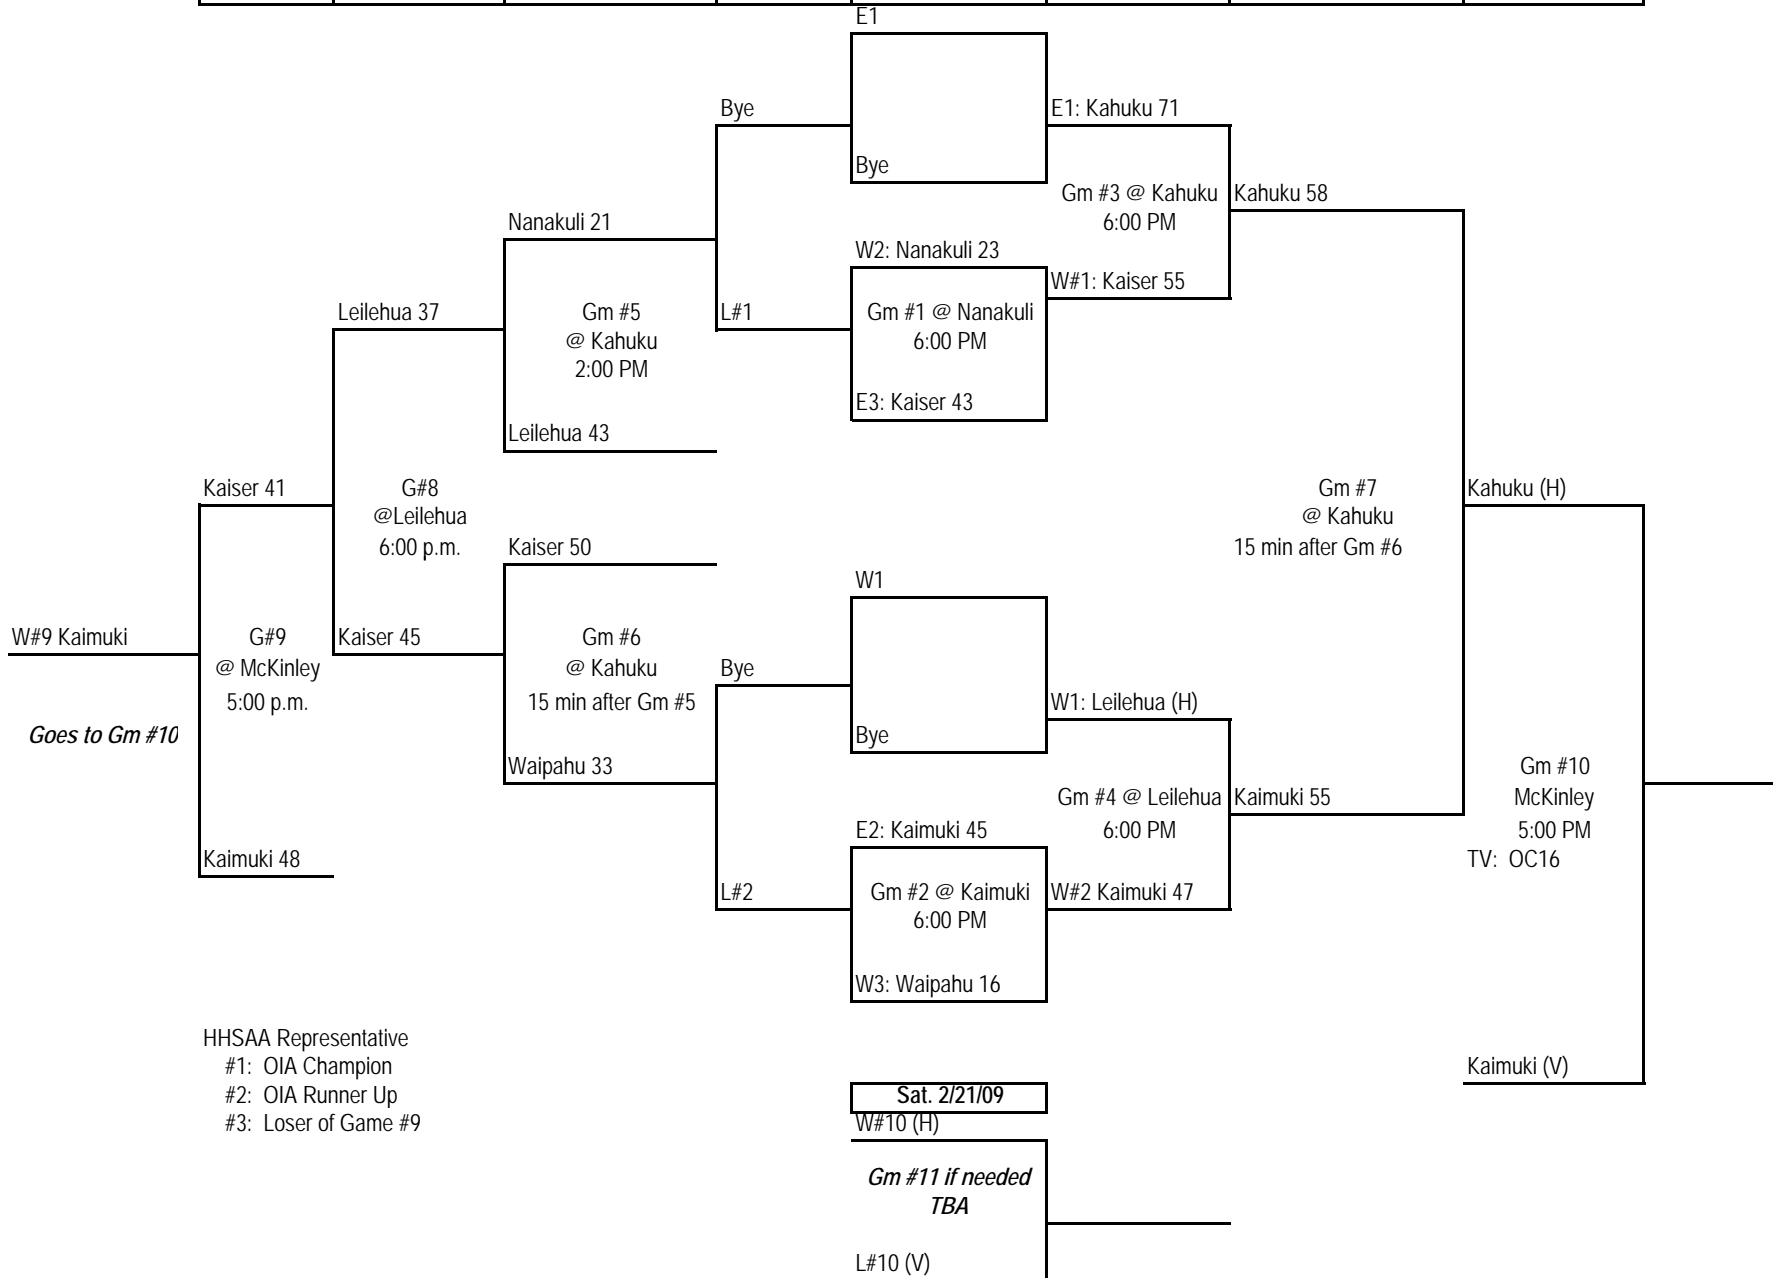 E1
Bye
E1: Kahuku 71
Bye
Gm #3 @ Kahuku
6:00 PM
Kahuku 58
Nanakuli 21
W2: Nanakuli 23
W#1: Kaiser 55
Leilehua 37
Gm #5
@ Kahuku
2:00 PM
L#1
Gm #1 @ Nanakuli
6:00 PM
E3: Kaiser 43
Leilehua 43
Kaiser 41
G#8
@Leilehua
6:00 p.m.
Gm #7
@ Kahuku
15 min after Gm #6
Kahuku (H)
Kaiser 50
W1
W#9 Kaimuki
G#9
@ McKinley
5:00 p.m.
Kaiser 45
Gm #6
@ Kahuku
15 min after Gm #5
Bye
W1: Leilehua (H)
Goes to Gm #10
Bye
Waipahu 33
Gm #4 @ Leilehua
6:00 PM
Kaimuki 55
Gm #10
McKinley
5:00 PM
TV: OC16
E2: Kaimuki 45
Kaimuki 48
L#2
Gm #2 @ Kaimuki
6:00 PM
W#2 Kaimuki 47
W3: Waipahu 16
HHSAA Representative
#1: OIA Champion
#2: OIA Runner Up
#3: Loser of Game #9
Kaimuki (V)
Sat. 2/21/09
W#10 (H)
Gm #11 if needed
TBA
L#10 (V)